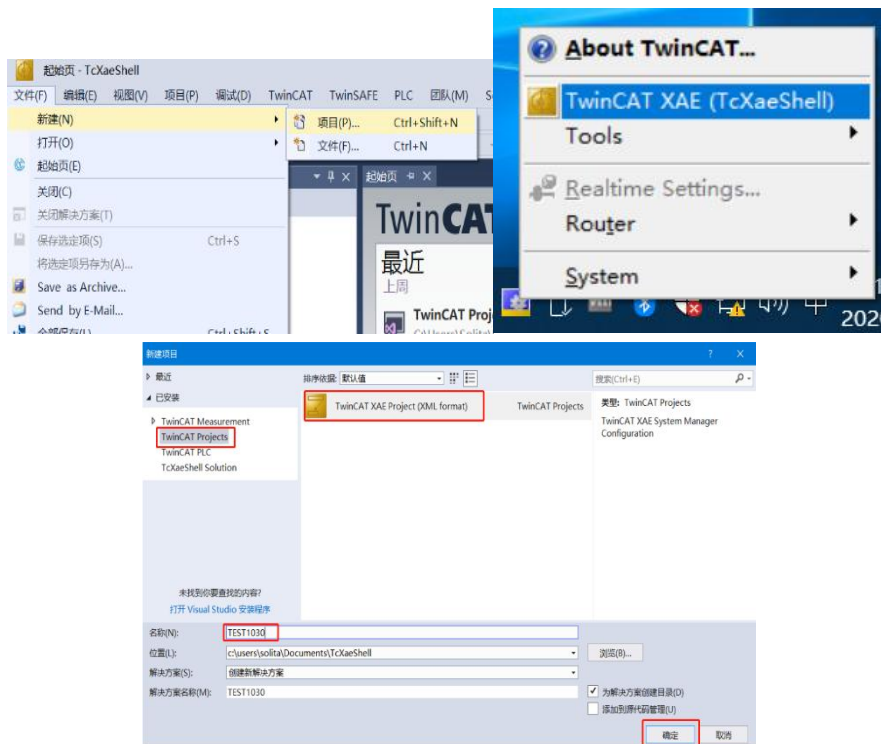 起始页 - TcXaeShell
文件(F) 编辑(E) 视图(V) 项目(P) 调试(D) TwinCAT TwinSAFE PLC 团队(M) S
新建(N)
项目(P)... Ctrl+Shift+N
打开(O)
文件(F)... Ctrl+N
起始页(E)
起始页
关闭(C)
关闭解决方案(T)
TwinCAT
保存选定项(S) Ctrl+S
最近
将选定项另存为(A)...
上周
Save as Archive...
Send by E-Mail...
TwinCAT Proj
全部保存(L) Ctrl+Shift+S
About TwinCAT...
TwinCAT XAE (TcXaeShell)
Tools
Realtime Settings...
Router
System
中
202
新建项目
最近
排序依据: 默认值
搜索(Ctrl+E)
已安装
TwinCAT XAE Project (XML format) TwinCAT Projects
类型: TwinCAT Projects
TwinCAT XAE System Manager
Configuration
TwinCAT Measurement
TwinCAT Projects
TwinCAT PLC
TcXaeShell Solution
未找到你要查找的内容?
打开 Visual Studio 安装程序
名称(N): TEST1030
位置(L): c:\users\solita\Documents\TcXaeShell 浏览(B)...
解决方案(S): 创建新解决方案
解决方案名称(M): TEST1030
为解决方案创建目录(D)
添加到源代码管理(U)
确定 取消